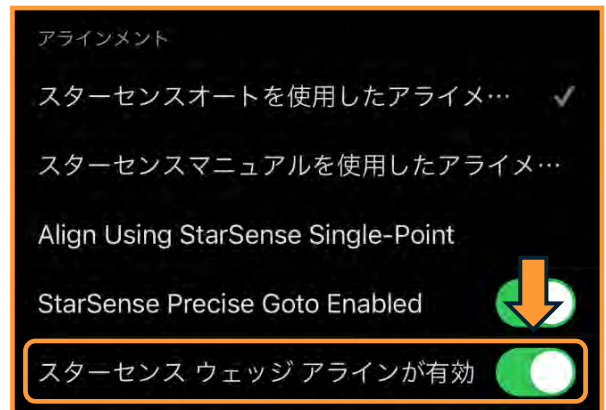 アラインメント
スターセンスオートを使用したアライメ…
スターセンスマニュアルを使用したアライメ…
Align Using StarSense Single-Point
StarSense Precise Goto Enabled
スターセンス ウェッジ アラインが有効